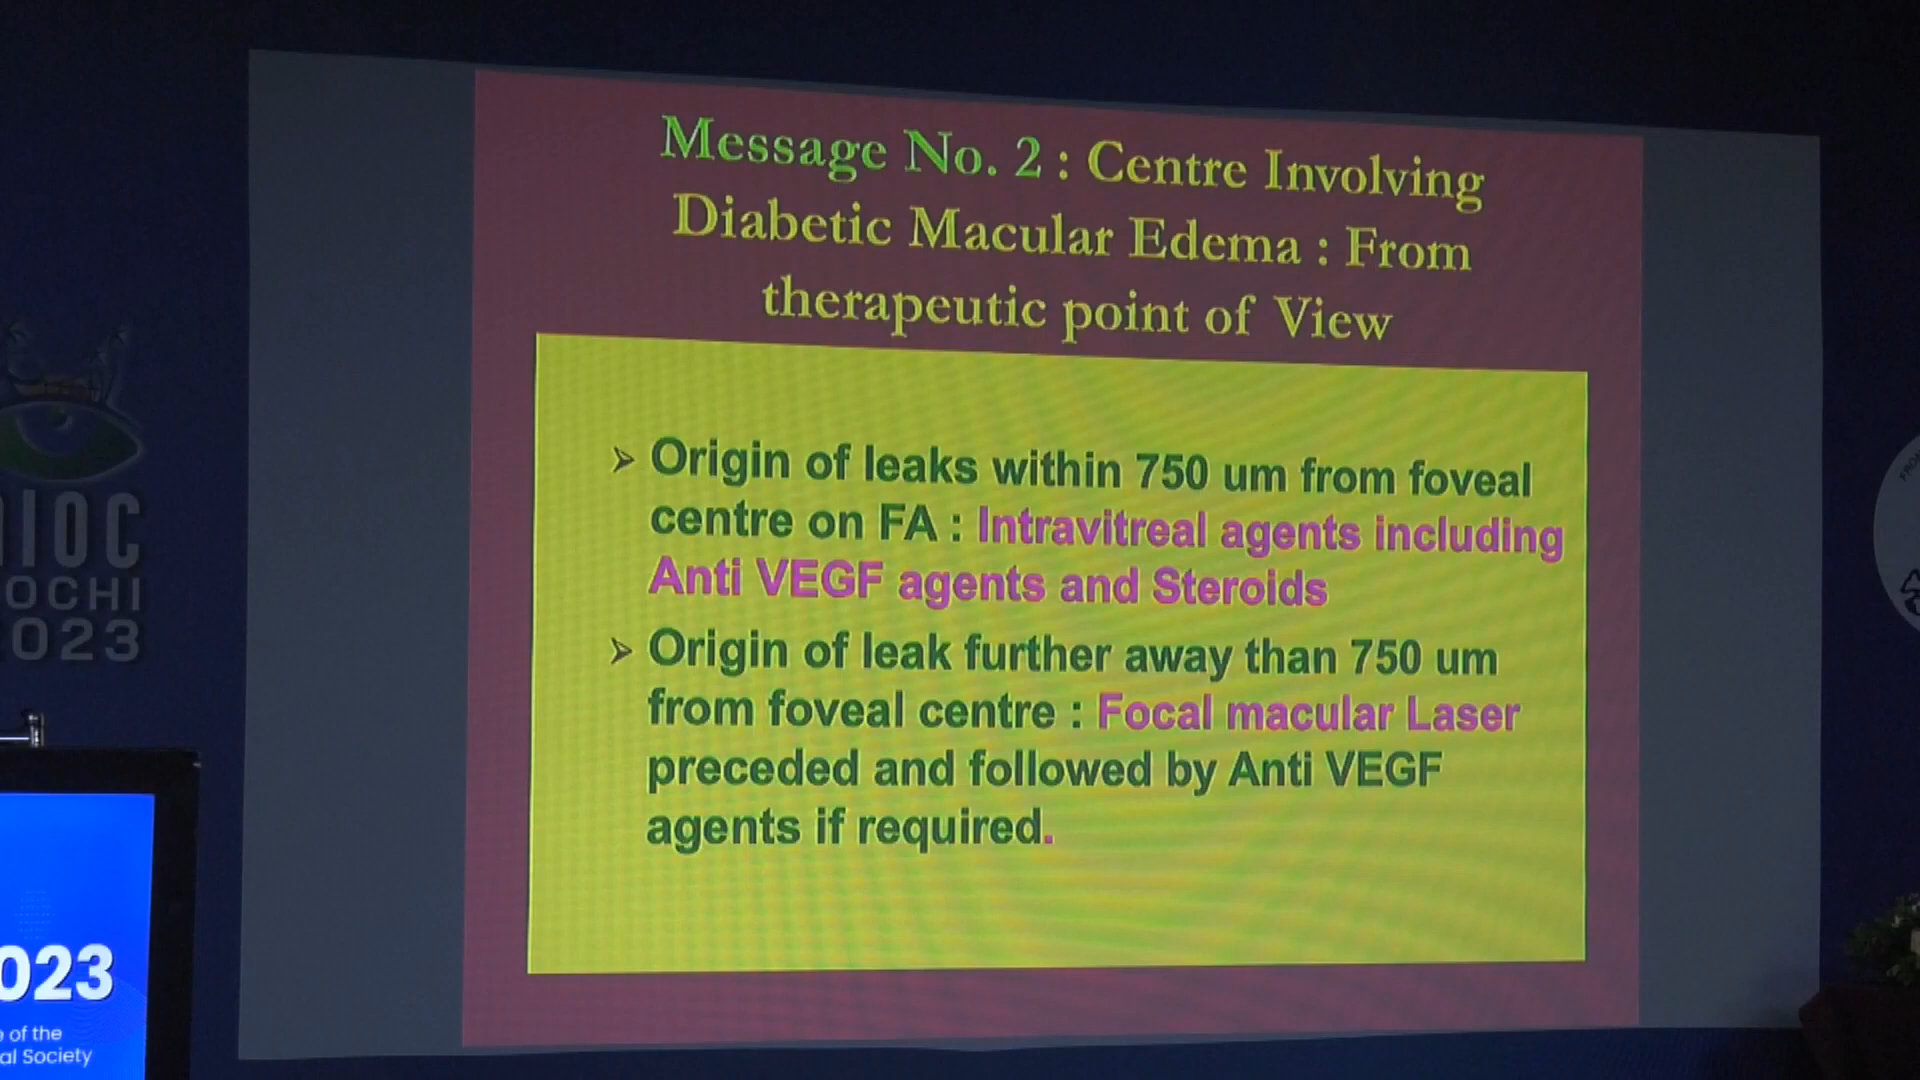 Message No. 2 : Centre Involving
Diabetic Macular Edema : From
therapeutic point of View
➢ Origin of leaks within 750 um from foveal
centre on FA : Intravitreal agents including
Anti VEGF agents and Steroids
➢ Origin of leak further away than 750 um
from foveal centre : Focal macular Laser
preceded and followed by Anti VEGF
agents if required.
AIOC
OCHI
2023
023
of the
al Society